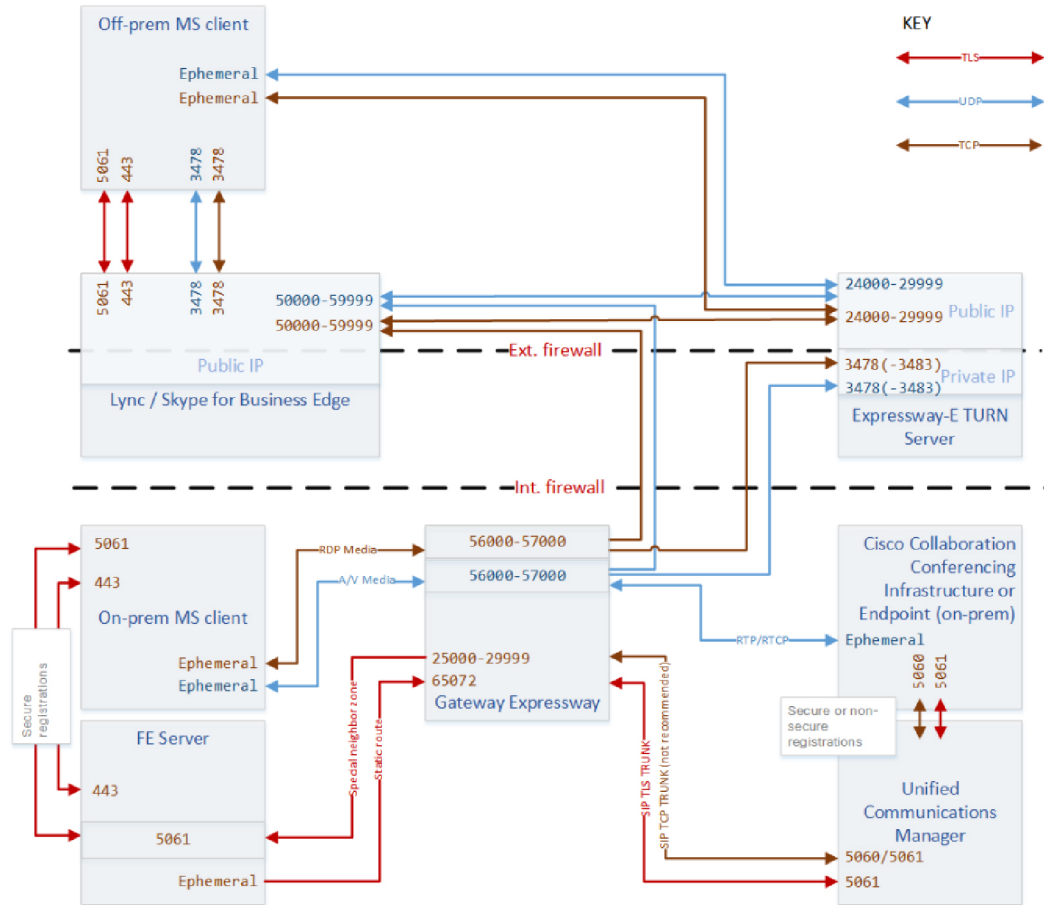 Off-prem MS client
Ephemeral
Ephemeral
5061
443
3478
3478
KEY
TLS
UDP
TCP
5061
443
3478
3478
50000-59999
50000-59999
Public IP
Lync / Skype for Business Edge
24000-29999
24000-29999
Public IP
Ext. firewall
3478(-3483)
Private IP
3478(-3483)
Expressway-E TURN
Server
Int. firewall
5061
443
On-prem MS client
Ephemeral
Ephemeral
Secure
registrations
RDP Media
A/V Media
56000-57000
56000-57000
25000-29999
65072
Gateway Expressway
Cisco Collaboration
Conferencing
Infrastructure or
Endpoint (on-prem)
Ephemeral
5060
5061
RTP/RTCP
Secure or non-
secure
registrations
FE Server
443
5061
Ephemeral
Special neighbor zone
Static route
SIP TLS TRUNK
SIP TCP TRUNK (not recommended)
Unified
Communications
Manager
5060/5061
5061